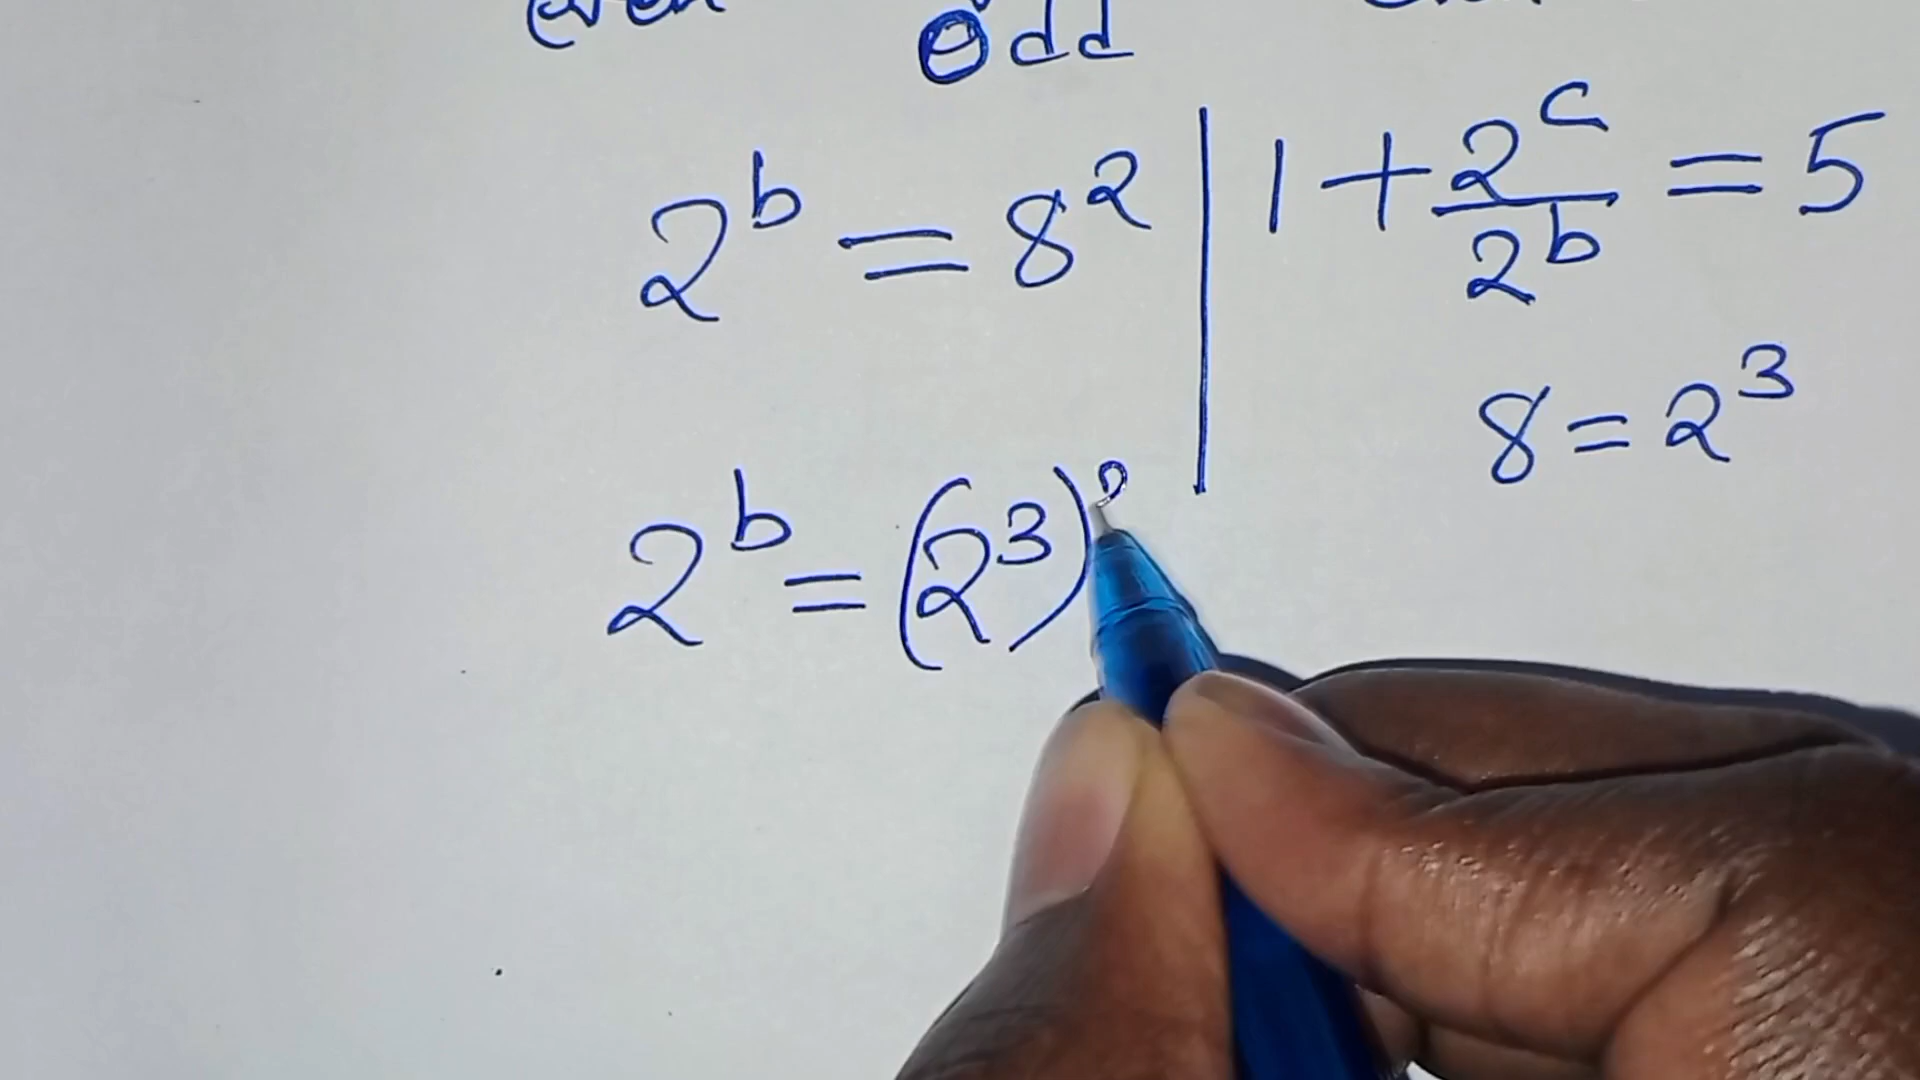 Odd
2^b = 8^2 | 1 + 2^c/2^b = 5
8 = 2^3
2^b = (2^3)^2